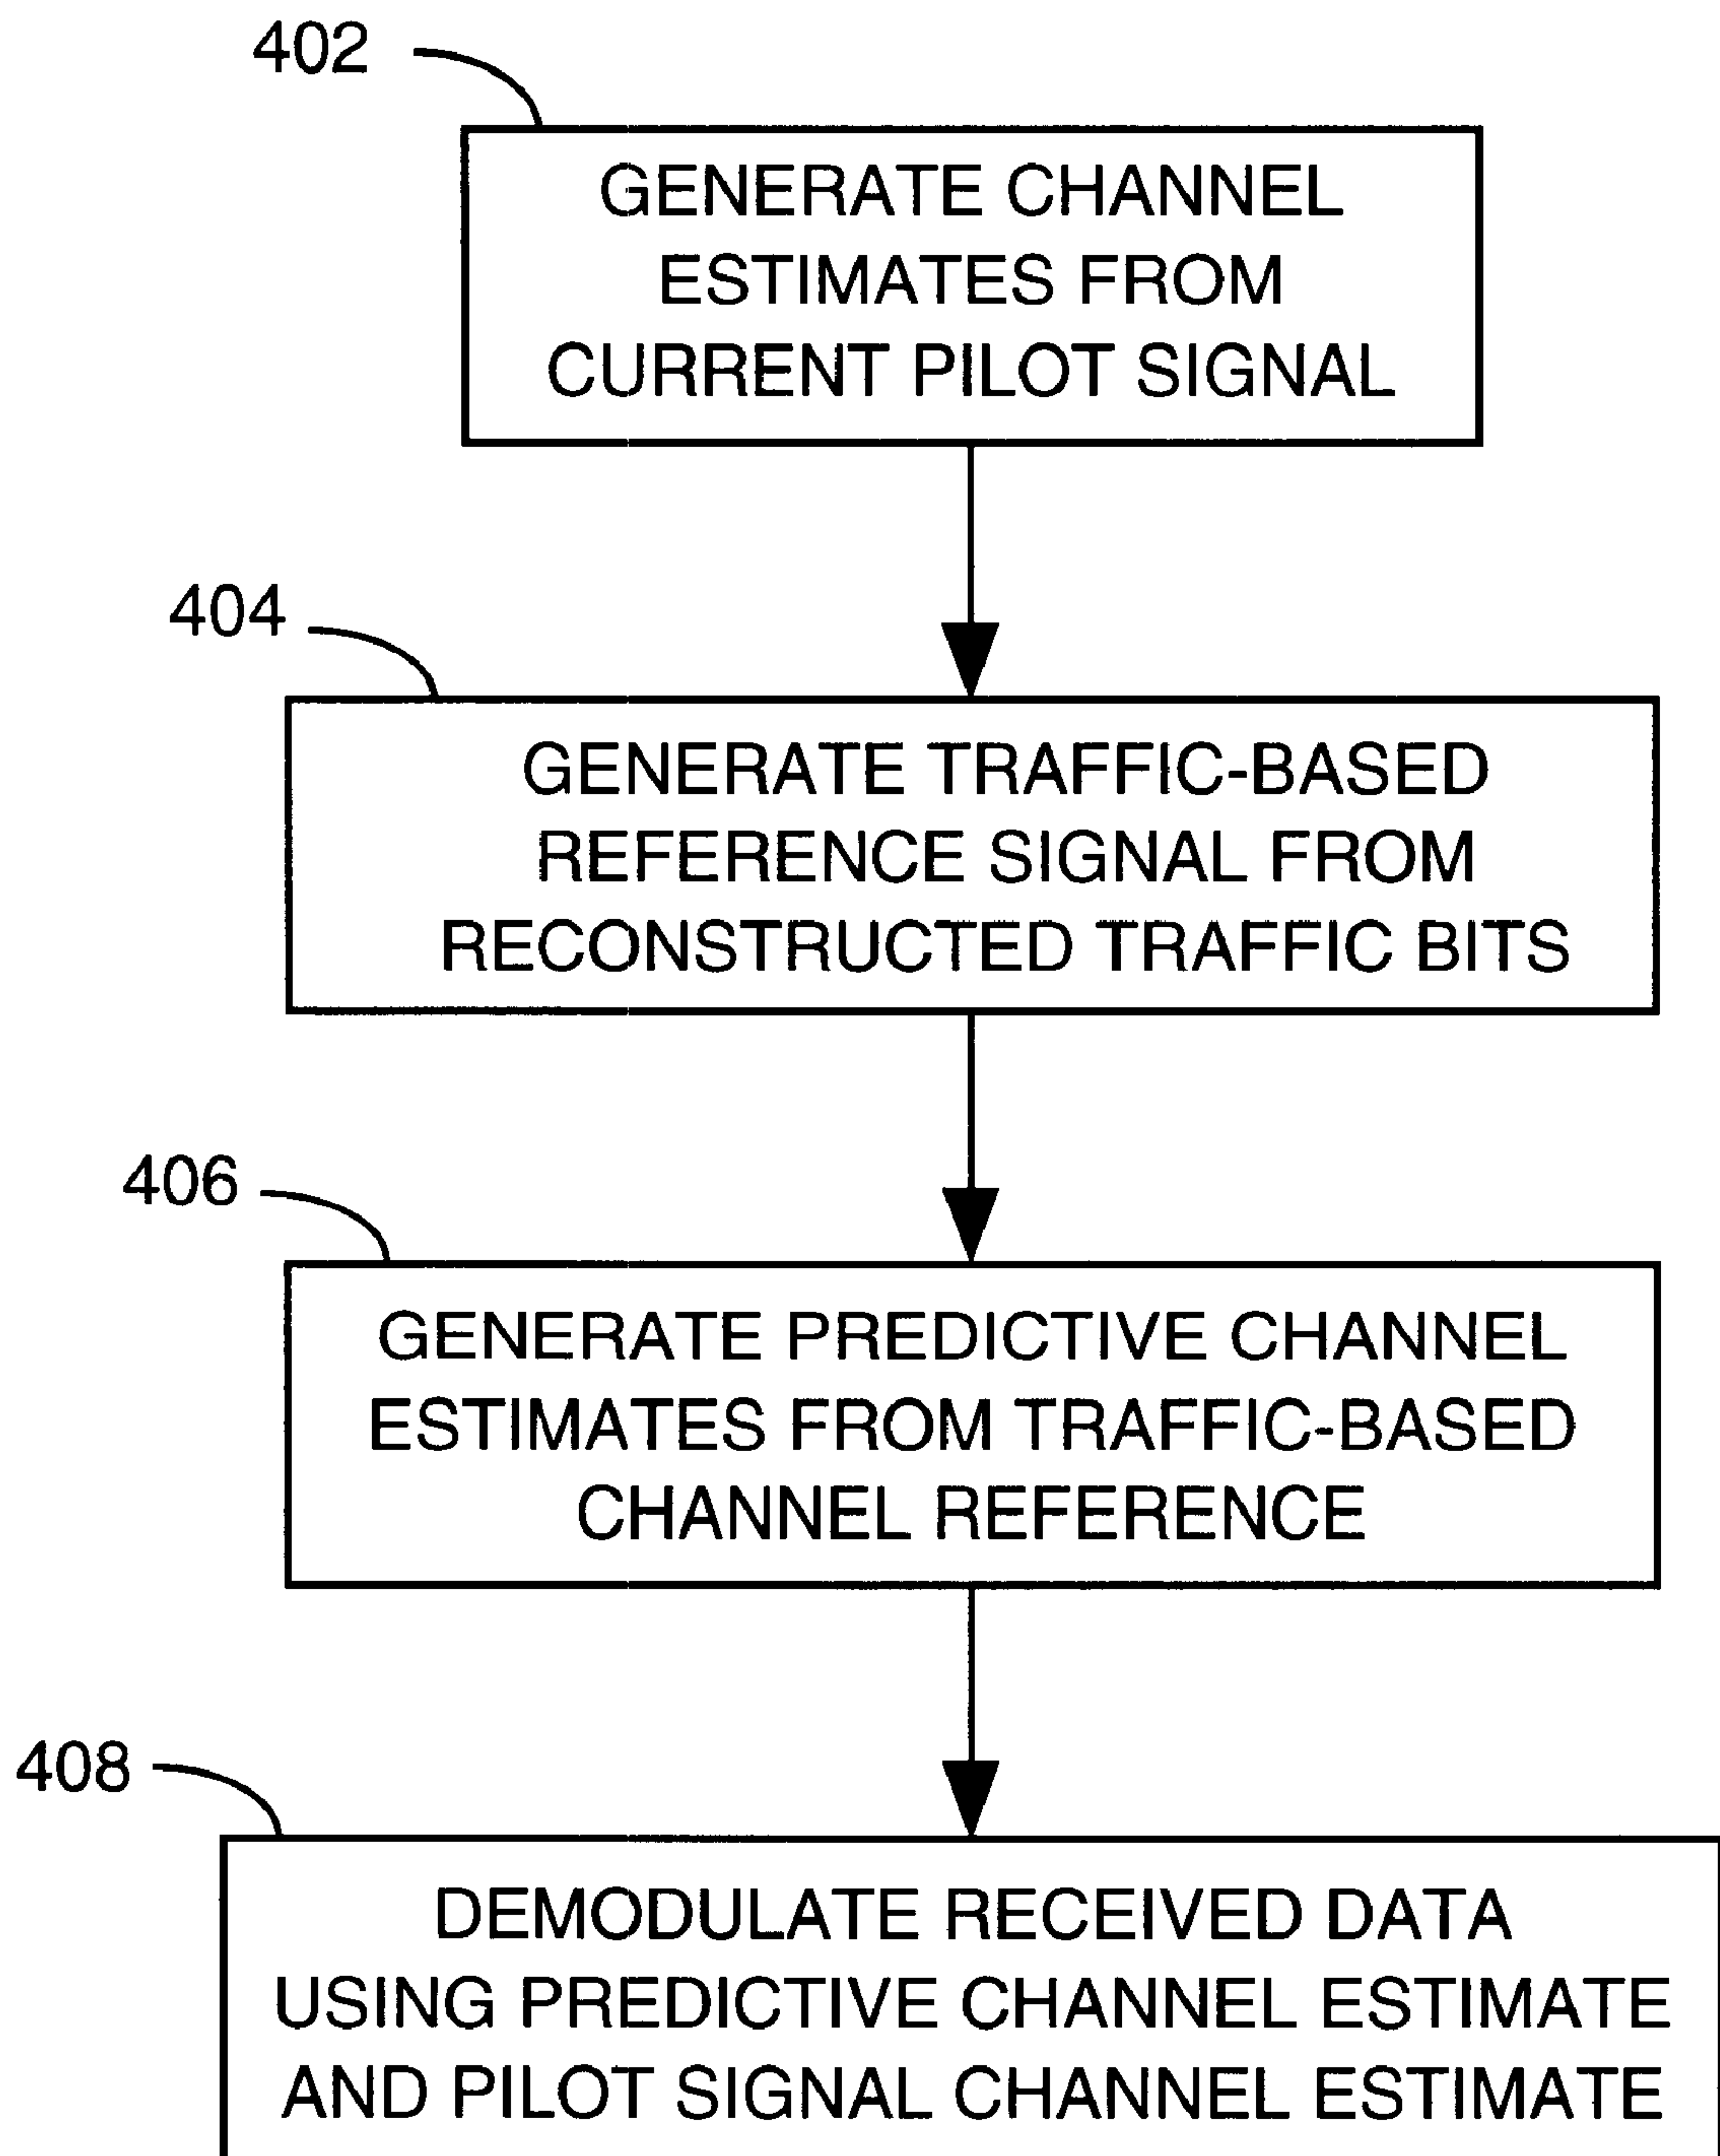 402
GENERATE CHANNEL
ESTIMATES FROM
CURRENT PILOT SIGNAL
404
GENERATE TRAFFIC-BASED
REFERENCE SIGNAL FROM
RECONSTRUCTED TRAFFIC BITS
406
GENERATE PREDICTIVE CHANNEL
ESTIMATES FROM TRAFFIC-BASED
CHANNEL REFERENCE
408
DEMODULATE RECEIVED DATA
USING PREDICTIVE CHANNEL ESTIMATE
AND PILOT SIGNAL CHANNEL ESTIMATE